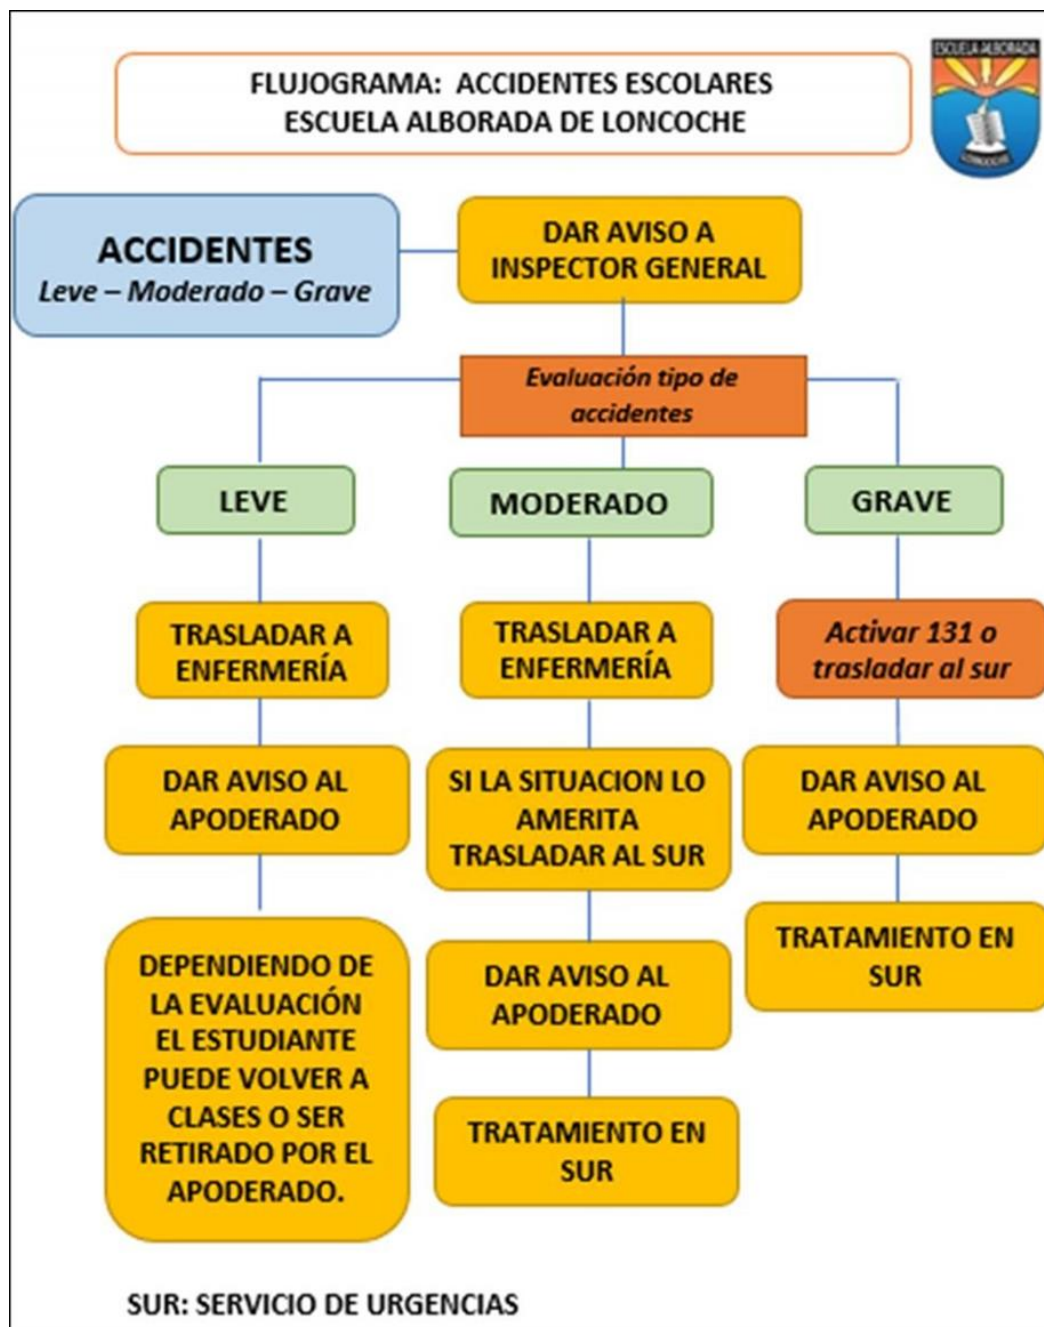 FLUJOGRAMA: ACCIDENTES ESCOLARES
ESCUELA ALBORADA DE LONCOCHE
ESCUELA ALBORADA
LONCOCHE
ACCIDENTES
Leve – Moderado – Grave
DAR AVISO A
INSPECTOR GENERAL
Evaluación tipo de
accidentes
LEVE
TRASLADAR A
ENFERMERÍA
DAR AVISO AL
APODERADO
DEPENDIENDO DE
LA EVALUACIÓN
EL ESTUDIANTE
PUEDE VOLVER A
CLASES O SER
RETIRADO POR EL
APODERADO.
MODERADO
TRASLADAR A
ENFERMERÍA
SI LA SITUACION LO
AMERITA
TRASLADAR AL SUR
DAR AVISO AL
APODERADO
TRATAMIENTO EN
SUR
GRAVE
Activar 131 o
trasladar al sur
DAR AVISO AL
APODERADO
TRATAMIENTO EN
SUR
SUR: SERVICIO DE URGENCIAS